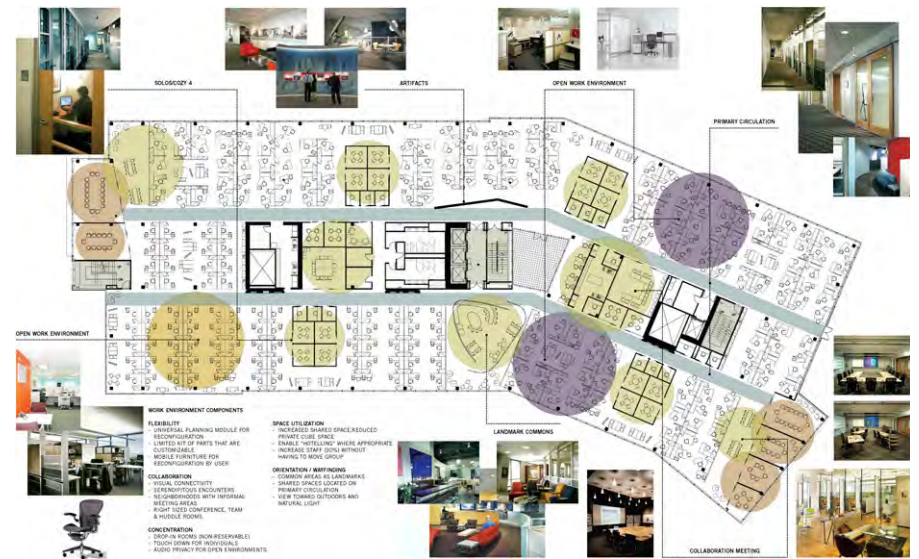 SOLOS/COZY 4
ARTIFACTS
OPEN WORK ENVIRONMENT
PRIMARY CIRCULATION
OPEN WORK ENVIRONMENT
LANDMARK COMMONS
COLLABORATION MEETING
WORK ENVIRONMENT COMPONENTS
FLEXIBILITY
- UNIVERSAL PLANNING MODULE FOR
RECONFIGURATION
- LIMITED KIT OF PARTS THAT ARE
CUSTOMIZABLE
MOBILE FURNITURE FOR
RECONFIGURATION BY USER
COLLABORATION
- VISUAL CONNECTIVITY
- SERENDIPITOUS ENCOUNTERS
- NEIGHBORHOODS WITH INFORMAL
MEETING AREAS
- RIGHT SIZED CONFERENCE, TEAM
& HUDDLE ROOMS.
CONCENTRATION
- DROP-IN ROOMS (NON-RESERVABLE)
- TOUCH DOWN FOR INDIVIDUALS
- AUDIO PRIVACY FOR OPEN ENVIRONMENTS
SPACE UTILIZATION
- INCREASED SHARED SPACE,REDUCED
PRIVATE CUBE SPACE
- ENABLE "HOTELLING" WHERE APPROPRIATE
- INCREASE STAFF (50%) WITHOUT
HAVING TO MOVE GROUP
ORIENTATION / WAYFINDING
- COMMON AREAS AS LANDMARKS
- SHARED SPACES LOCATED ON
PRIMARY CIRCULATION
- VIEW TOWARD OUTDOORS AND
NATURAL LIGHT